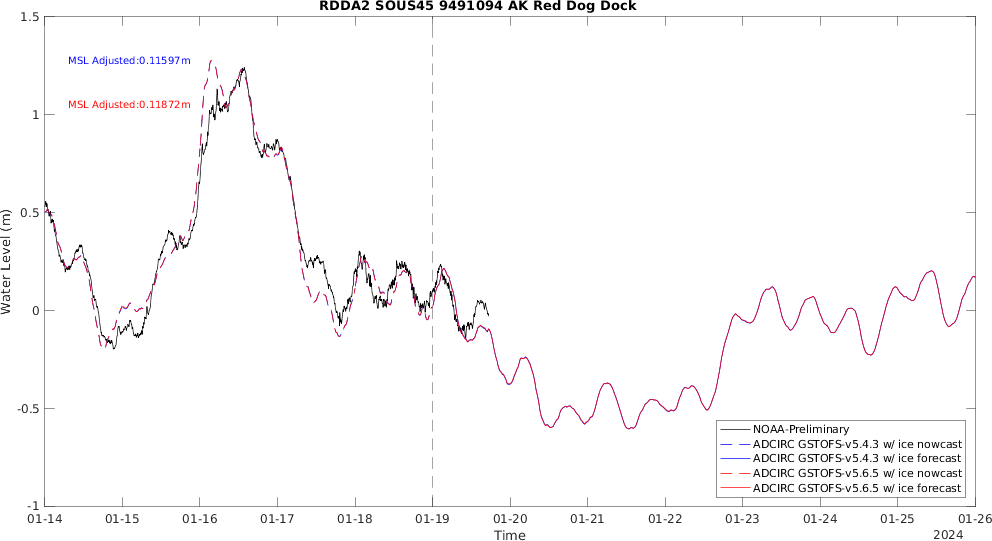 RDDA2 SOUS45 9491094 AK Red Dog Dock
1.5
1
0.5
0
-0.5
-1
Water Level (m)
MSL Adjusted:0.11597m
MSL Adjusted:0.11872m
NOAA-Preliminary
ADCIRC GSTOFS-v5.4.3 w/ ice nowcast
ADCIRC GSTOFS-v5.4.3 w/ ice forecast
ADCIRC GSTOFS-v5.6.5 w/ ice nowcast
ADCIRC GSTOFS-v5.6.5 w/ ice forecast
01-14 01-15 01-16 01-17 01-18 01-19 01-20 01-21 01-22 01-23 01-24 01-25 01-26
Time
2024